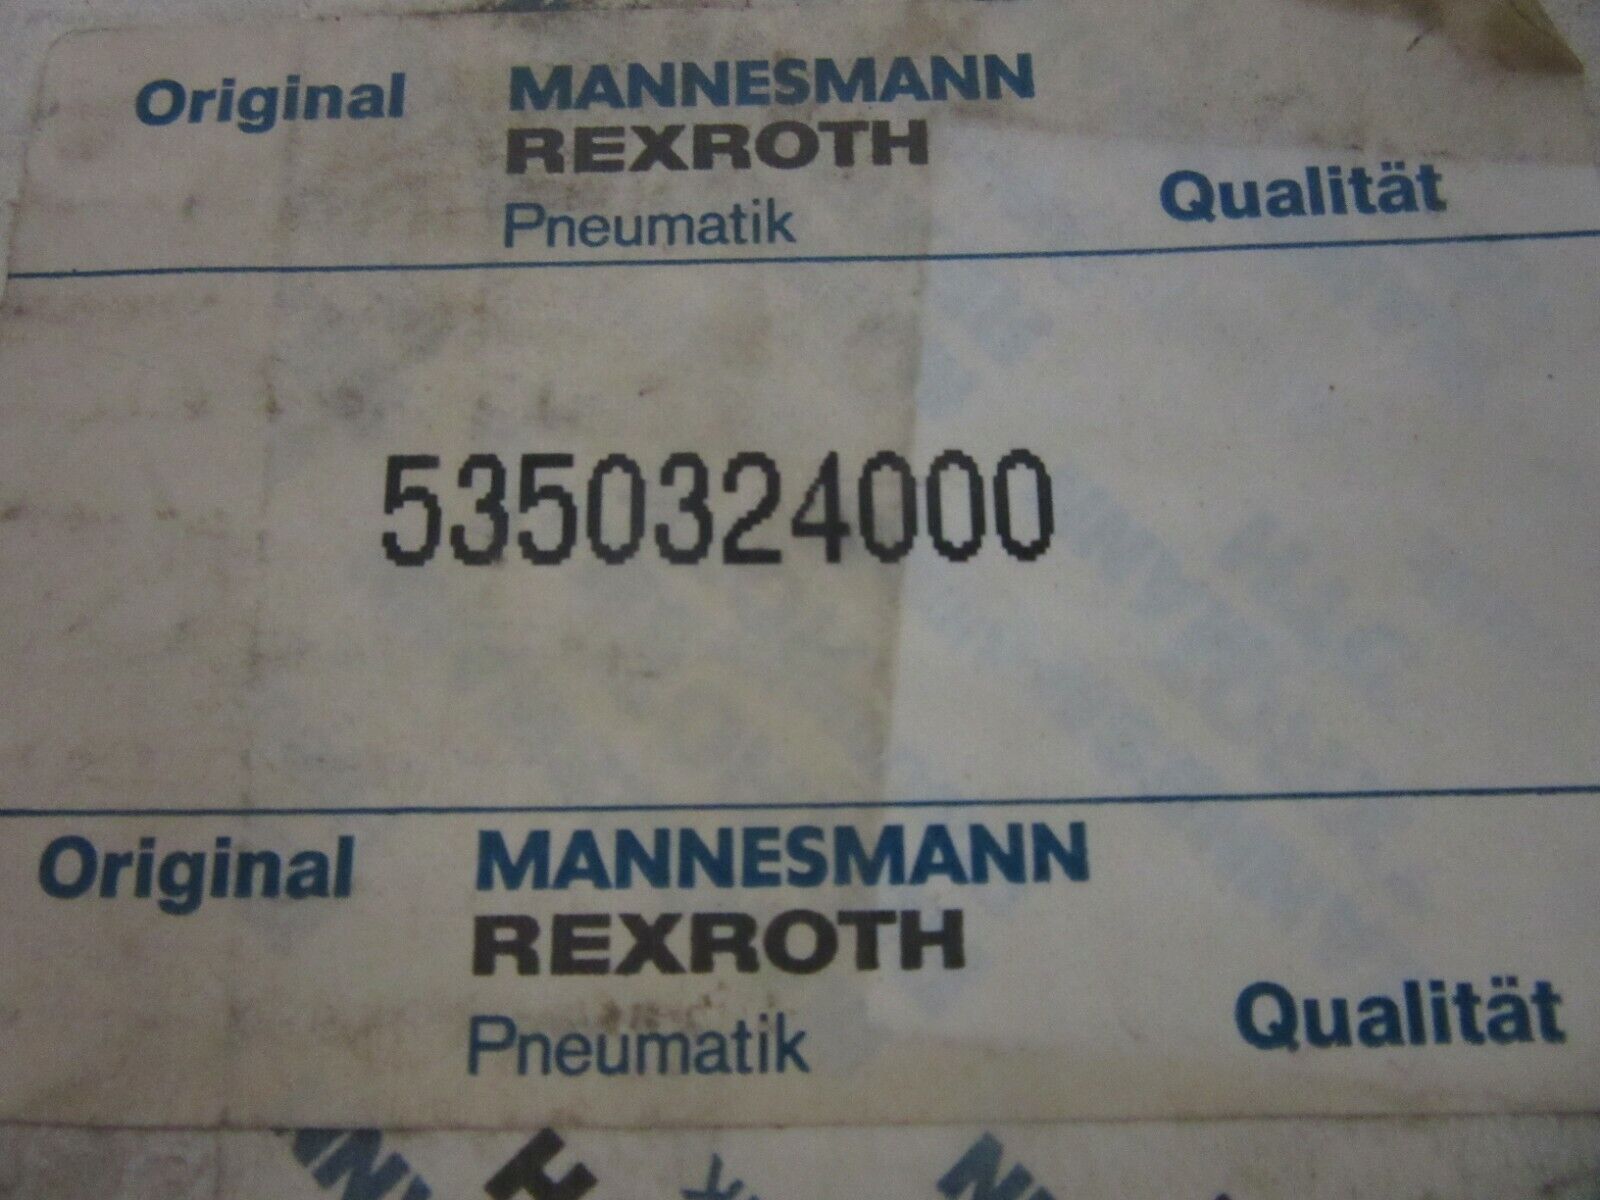 Original MANNESMANN
REXROTH
Pneumatik Qualität
5350324000
Original MANNESMANN
REXROTH
Pneumatik Qualität